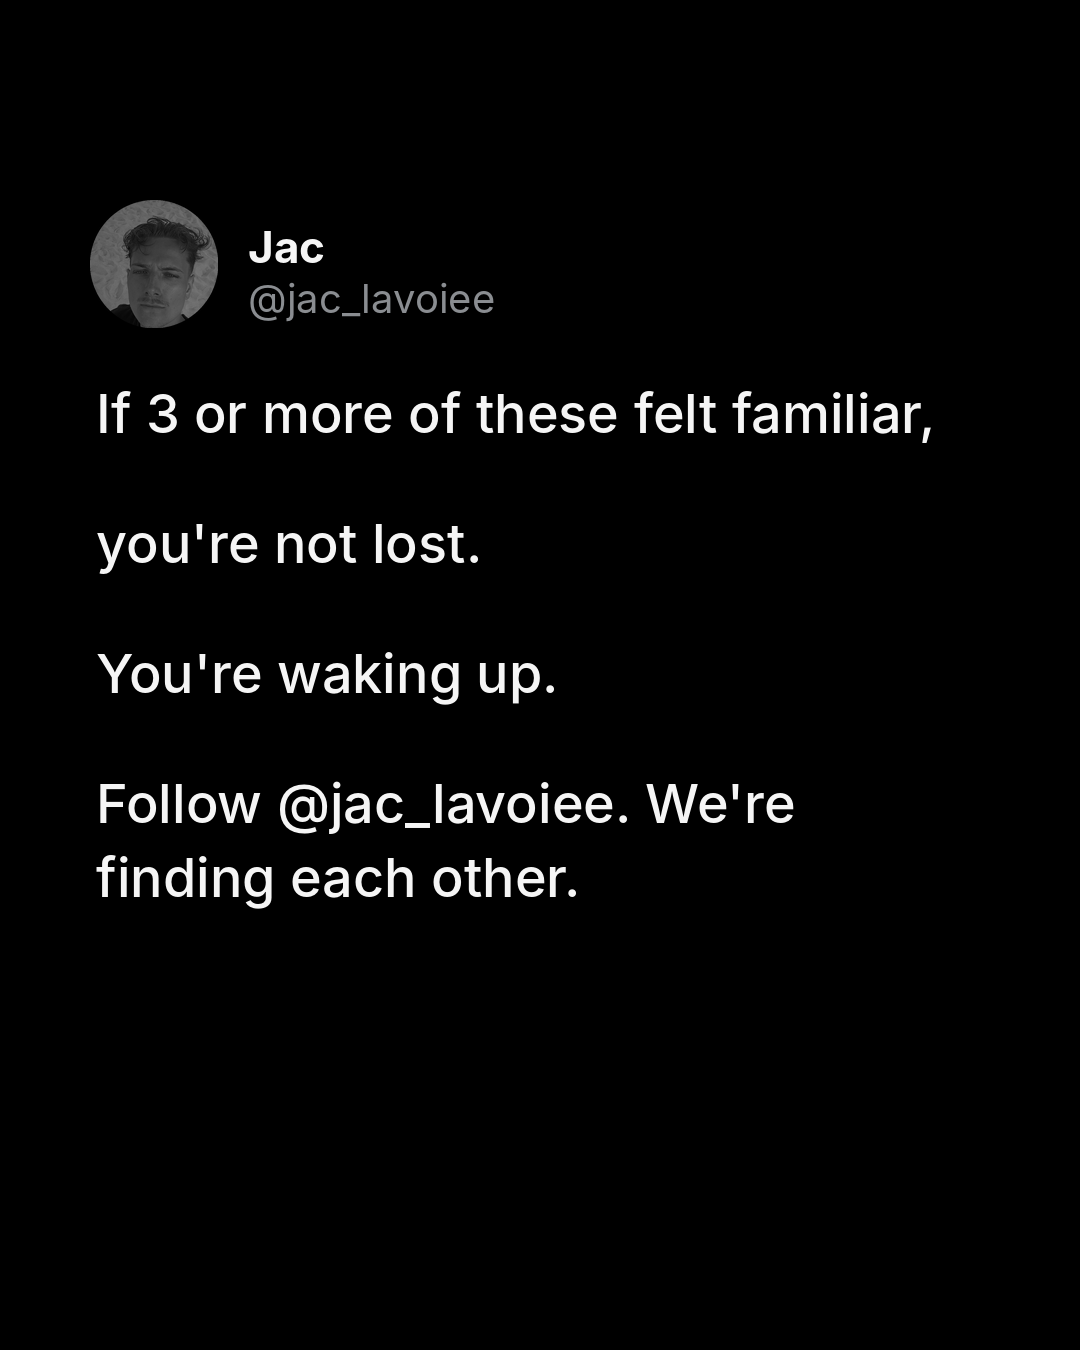 Jac
@jac_lavoiee
If 3 or more of these felt familiar,
you're not lost.
You're waking up.
Follow @jac_lavoiee. We're
finding each other.